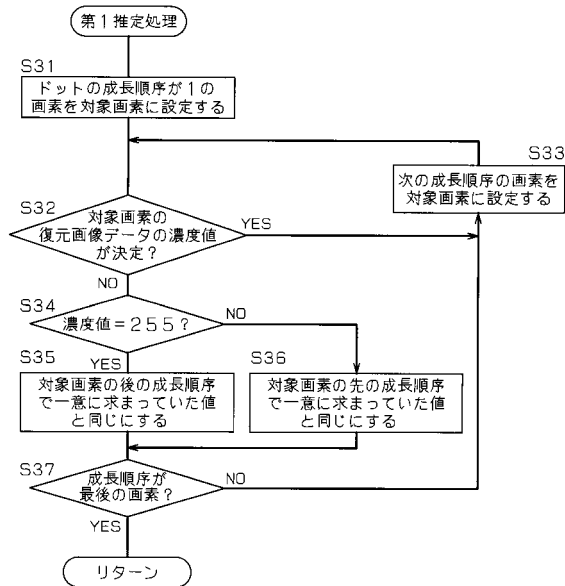 第1推定処理
S31
ドットの成長順序が1の
画素を対象画素に設定する
S33
次の成長順序の画素を
対象画素に設定する
S32
対象画素の
復元画像データの濃度値
が決定?
YES
NO
S34
濃度値=255?
NO
YES
S35
対象画素の後の成長順序
で一意に求まっていた値
と同じにする
S36
対象画素の先の成長順序
で一意に求まっていた値
と同じにする
S37
成長順序が
最後の画素?
NO
YES
リターン